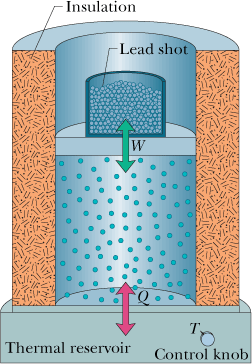 Insulation
Lead shot
W
Q
T
Thermal reservoir
Control knob